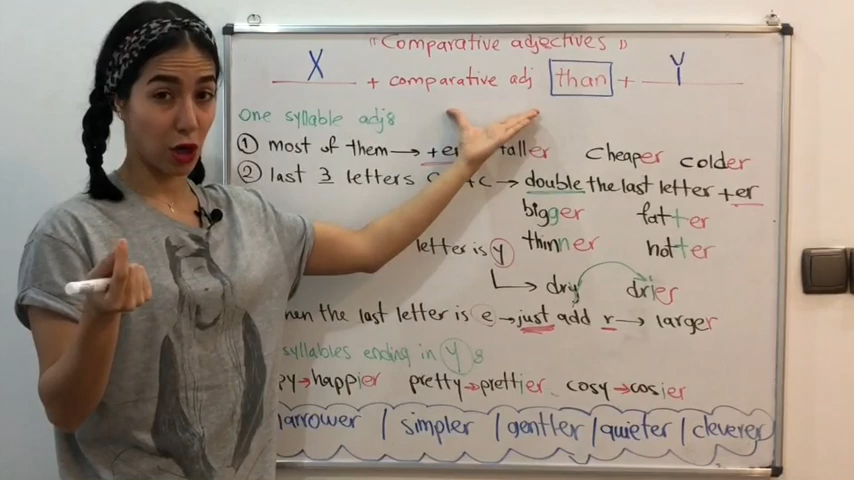 "Comparative adjectives"
X + comparative adj than + Y
One syllable adjs
① most of them → +er taller cheaper colder
② last 3 letters → double the last letter +er
bigger fatter
thinner hotter
letter is y
dry drier
the last letter is e → just add r → larger
syllables ending in y
happier pretty → prettier cosy → cosier
simpler / gentler / quieter / cleverer